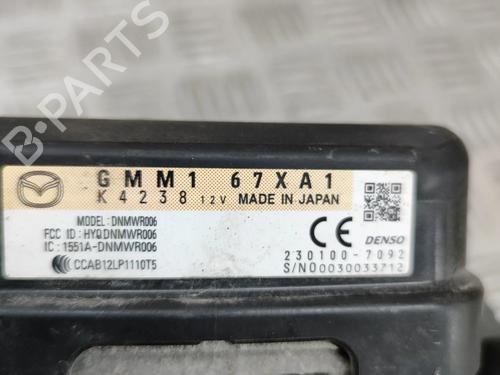 B-PARTS
GMM1 67XA1
K4238 12V MADE IN JAPAN
MODEL: DNMWR006
FCC ID : HYQDNMWR006
IC : 1551A-DNMWR006
CCAB12LP1110T5
CE
DENSO
230100-7092
S/N00030033712